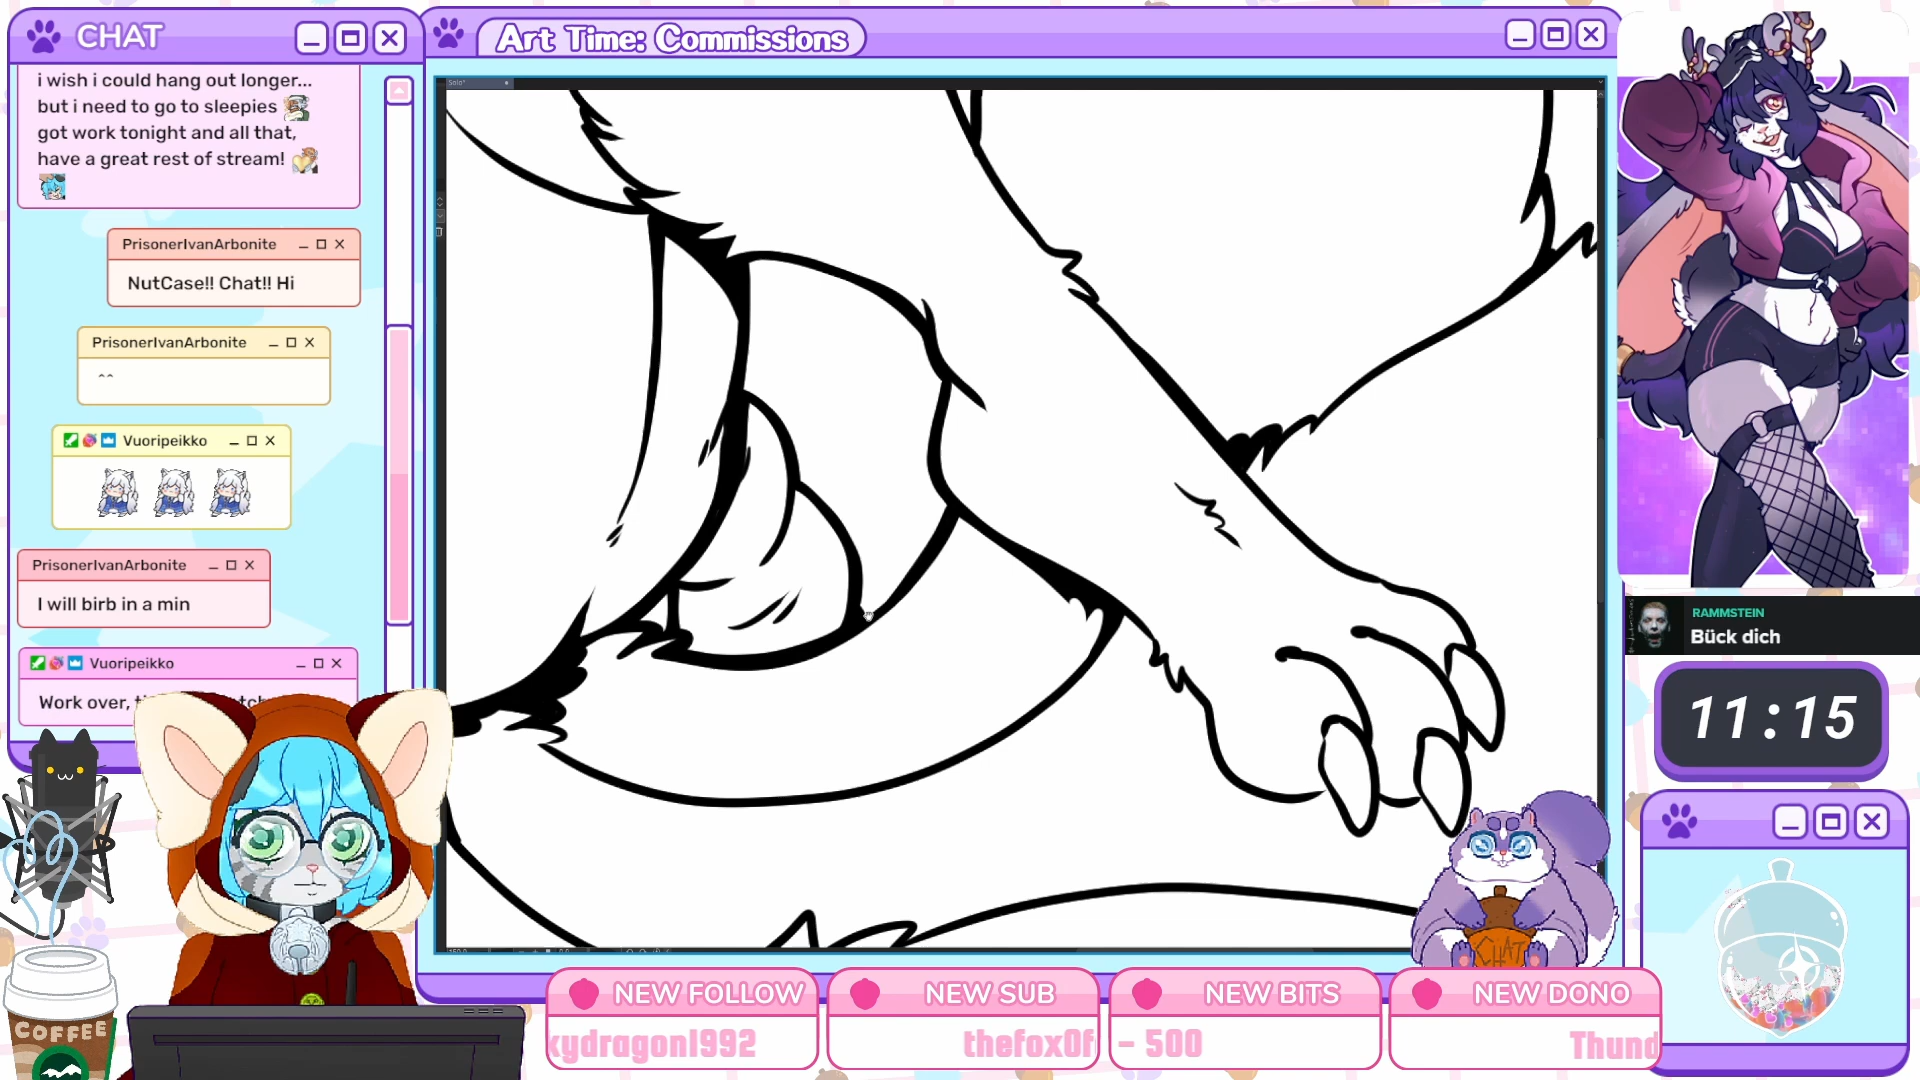 CHAT
Art Time: Commissions
i wish i could hang out longer...
but i need to go to sleepies
got work tonight and all that,
have a great rest of stream!
PrisonerIvanArbonite
NutCase!! Chat!! Hi
PrisonerIvanArbonite
^^
Vuoripeikko
PrisonerIvanArbonite
I will birb in a min
Vuoripeikko
Work over,
RAMMSTEIN
Bück dich
11:15
COFFEE
CHAT
NEW FOLLOW
kydragon1992
NEW SUB
thefox0f
NEW BITS
- 500
NEW DONO
Thund